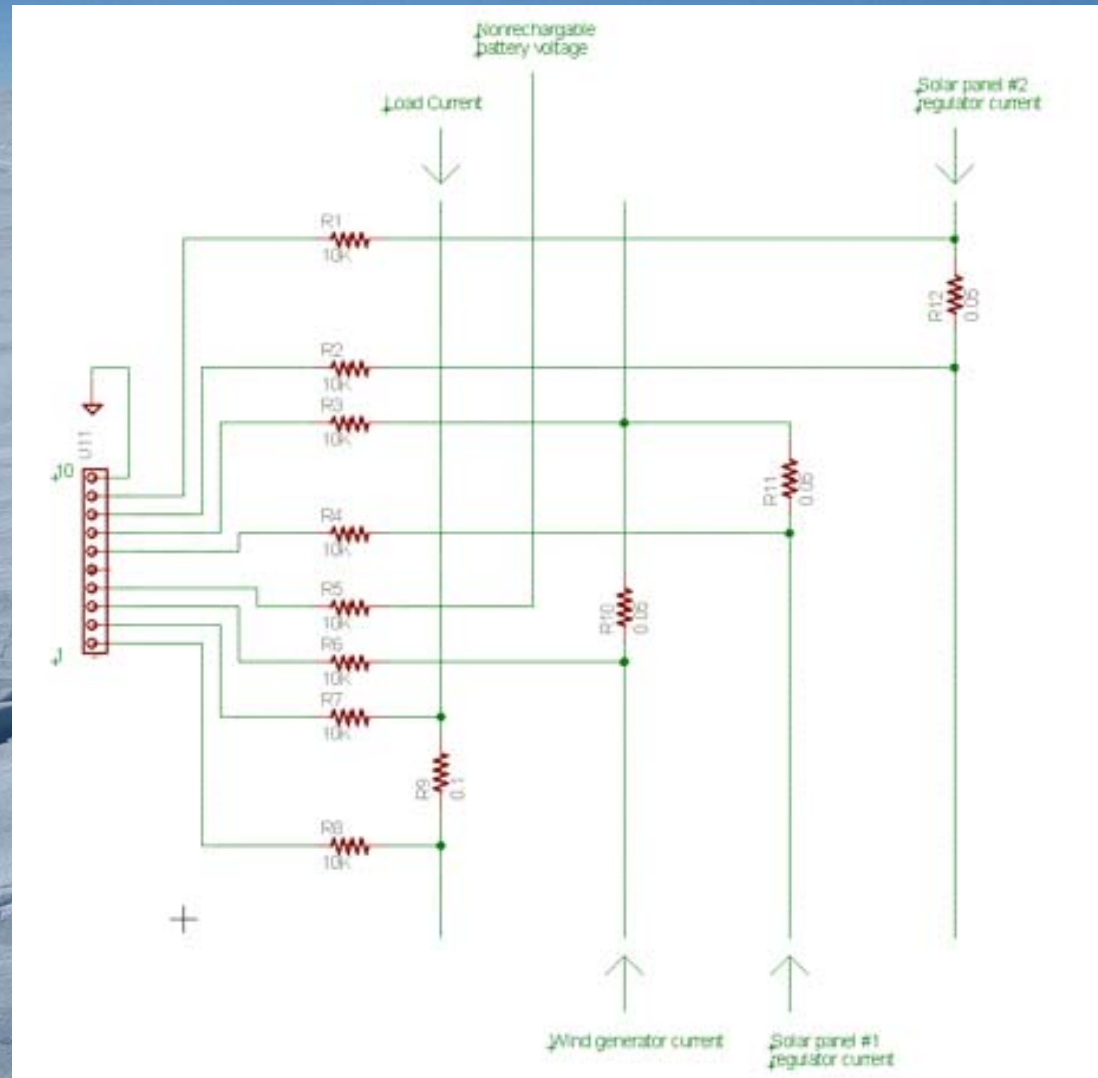 Nonrechargable
battery voltage
Load Current
Solar panel #2
regulator current
R1
10K
R12
0.05
R2
10K
R3
10K
U11
10
R11
0.05
R4
10K
R5
10K
R10
0.05
R6
10K
1
R7
10K
R9
0.1
R8
10K
Wind generator current
Solar panel #1
regulator current